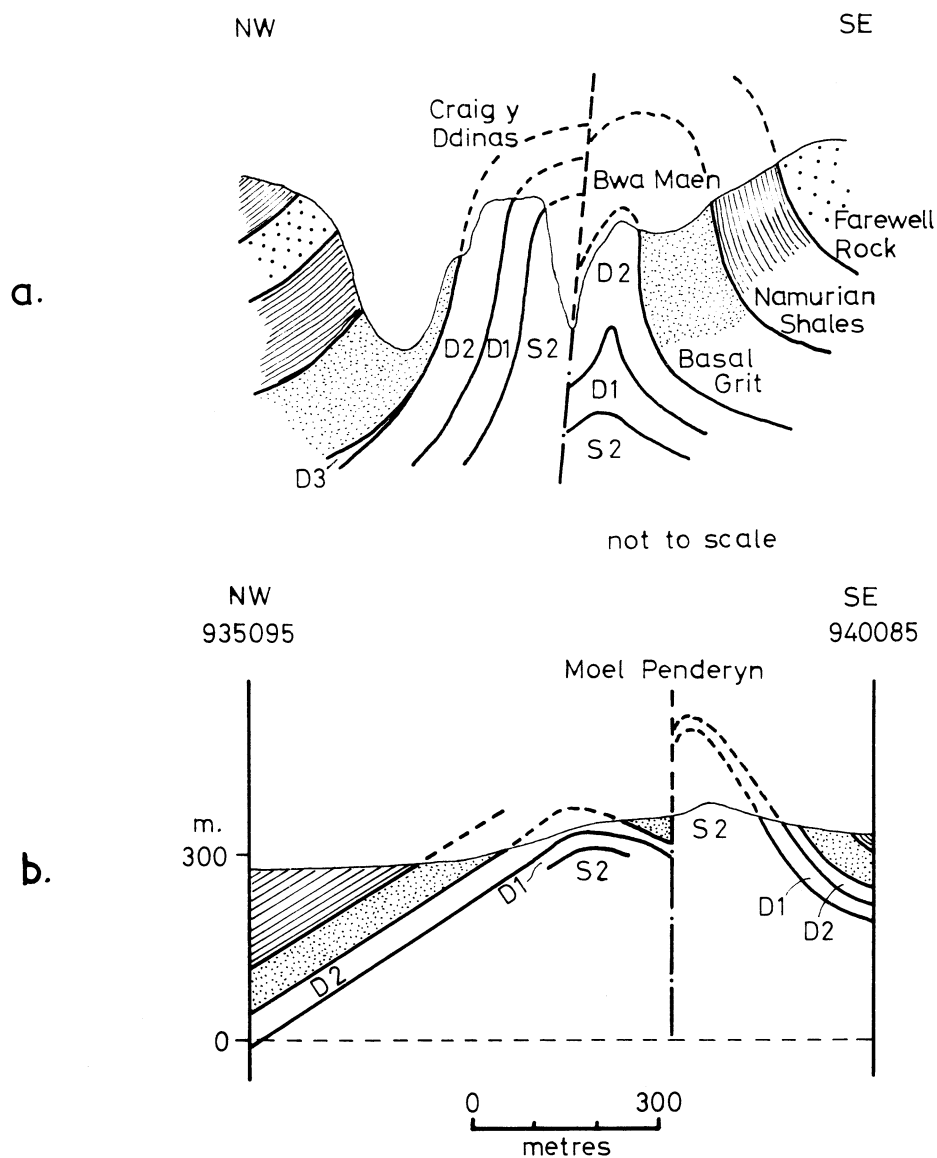 NW
SE
Craig y
Ddinas
Bwa Maen
Farewell
Rock
a.
D2
D2
D1
S2
Namurian
Shales
Basal
Grit
D1
S2
D3
not to scale
NW
SE
935095
940085
Moel Penderyn
m.
300
S2
b.
D1
S2
D1
D2
D2
0
0
300
metres